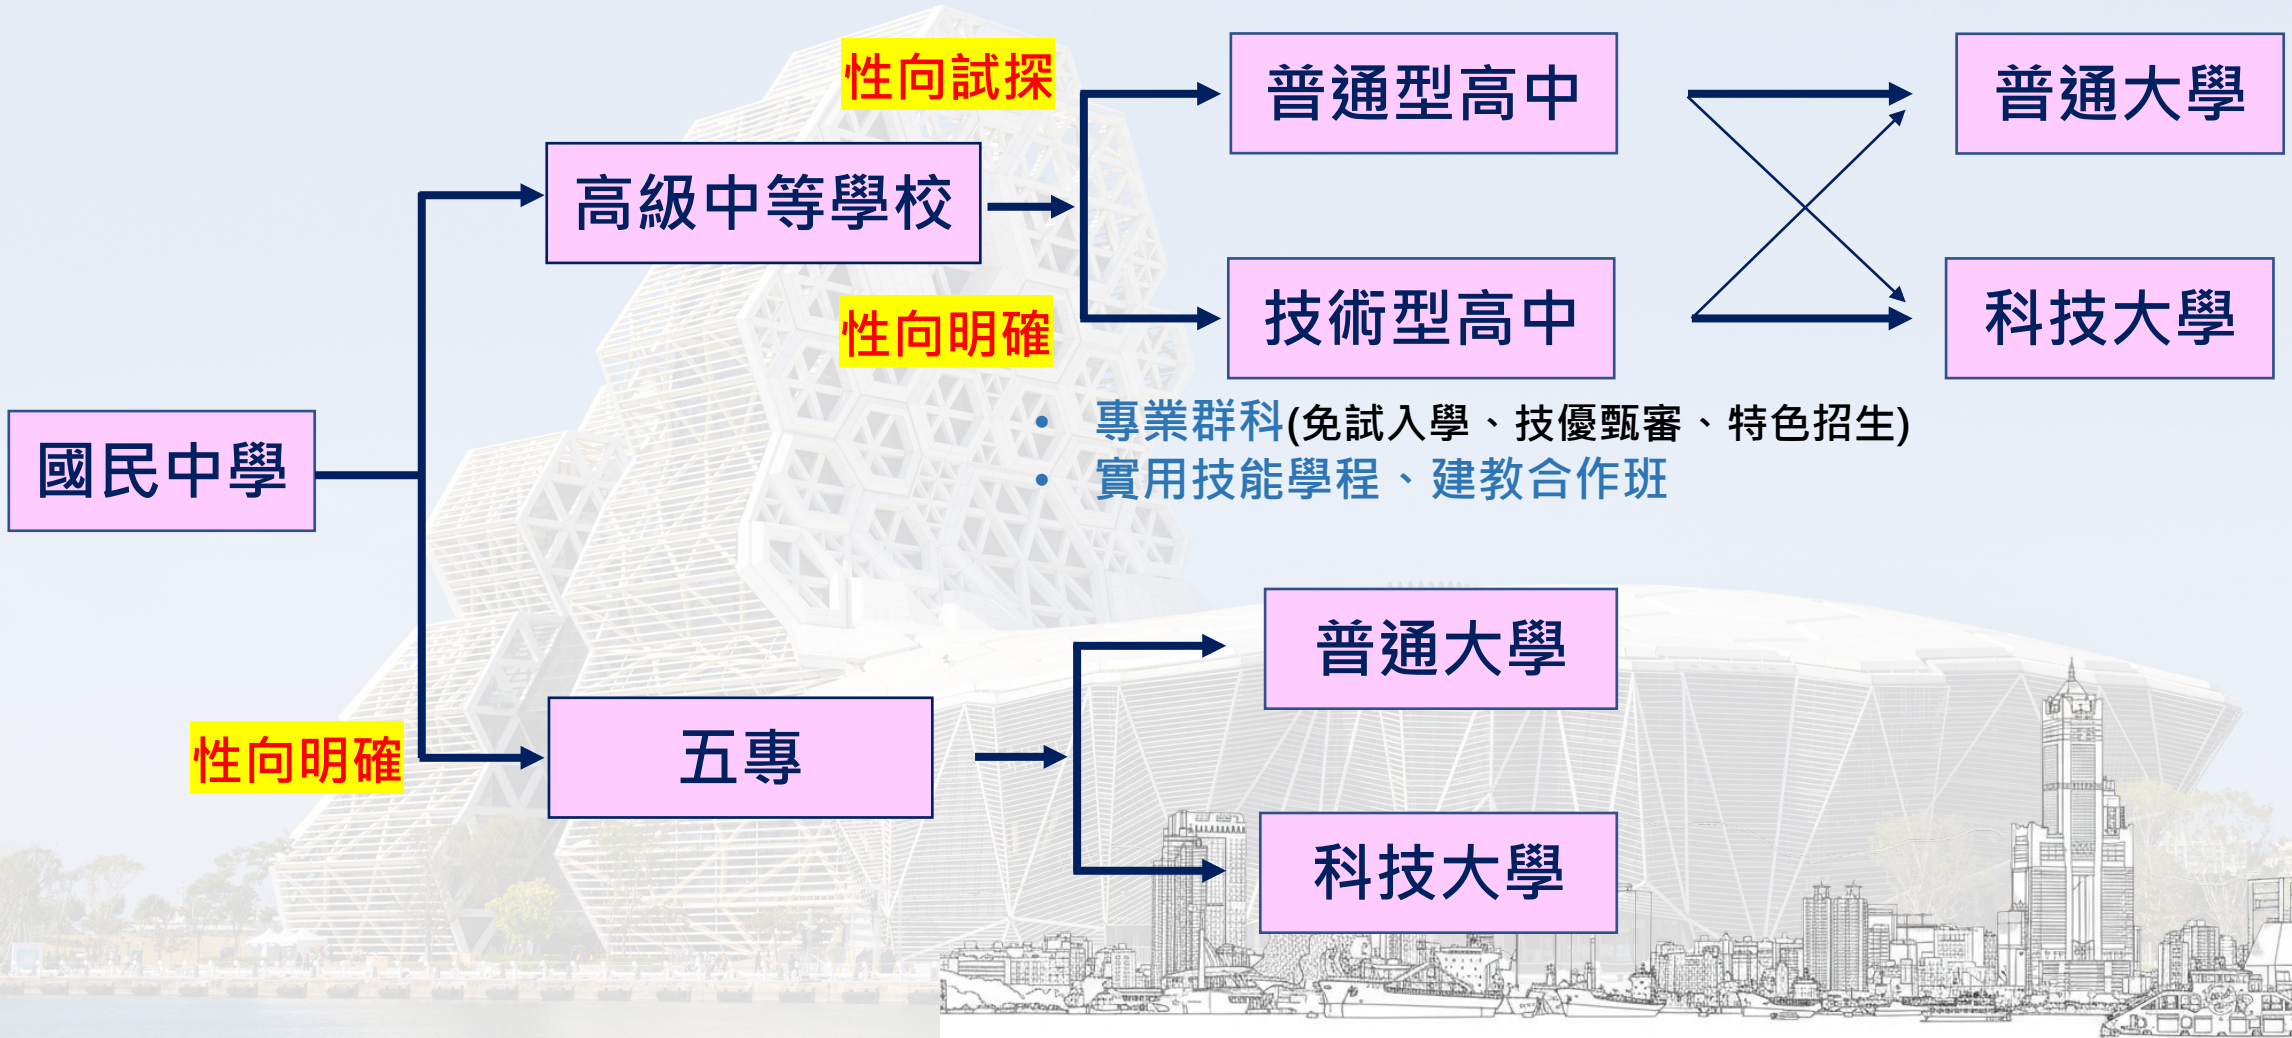 性向試探
普通型高中
普通大學
高級中等學校
性向明確
技術型高中
科技大學
• 專業群科(免試入學、技優甄審、特色招生)
• 實用技能學程、建教合作班
國民中學
普通大學
性向明確
五專
科技大學